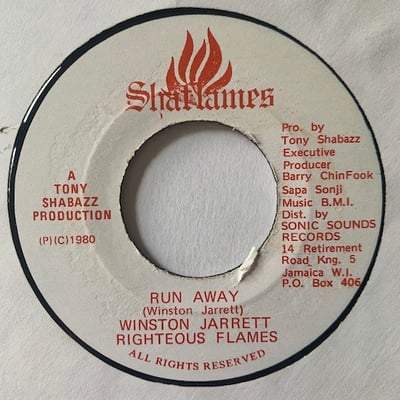 Shaflames
A
TONY
SHABAZZ
PRODUCTION
(P)(C)1980
Pro. by
Tony Shabazz
Executive
Producer
Barry ChinFook
Sapa Sonji
Music B.M.I.
Dist. by
SONIC SOUNDS
RECORDS
14 Retirement
Road Kng. 5
Jamaica W.I.
P.O. Box 406
RUN AWAY
(Winston Jarrett)
WINSTON JARRETT
RIGHTEOUS FLAMES
ALL RIGHTS RESERVED